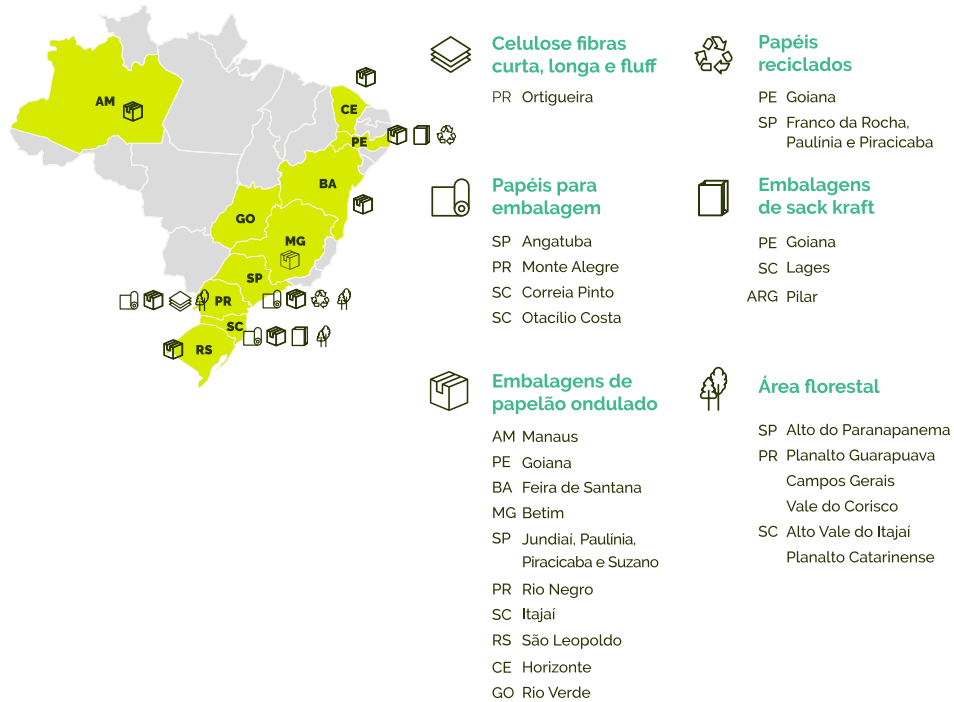 AM
CE
PE
BA
GO
MG
SP
PR
SC
RS
Celulose fibras
curta, longa e fluff
PR Ortigueira
Papéis
reciclados
PE Goiana
SP Franco da Rocha,
Paulínia e Piracicaba
Papéis para
embalagem
SP Angatuba
PR Monte Alegre
SC Correia Pinto
SC Otacílio Costa
Embalagens
de sack kraft
PE Goiana
SC Lages
ARG Pilar
Embalagens de
papelão ondulado
AM Manaus
PE Goiana
BA Feira de Santana
MG Betim
SP Jundiaí, Paulínia,
Piracicaba e Suzano
PR Rio Negro
SC Itajaí
RS São Leopoldo
CE Horizonte
GO Rio Verde
Área florestal
SP Alto do Paranapanema
PR Planalto Guarapuava
Campos Gerais
Vale do Corisco
SC Alto Vale do Itajaí
Planalto Catarinense